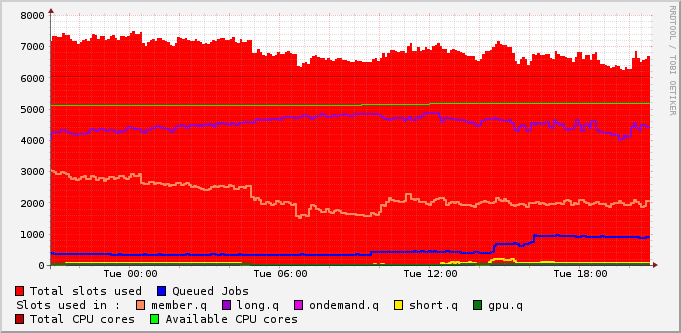 8000
7000
6000
5000
4000
3000
2000
1000
0
Tue 00:00 Tue 06:00 Tue 12:00 Tue 18:00
RRDTOOL / TOBI OETIKER
Total slots used Queued Jobs
Slots used in : member.q long.q ondemand.q short.q gpu.q
Total CPU cores Available CPU cores